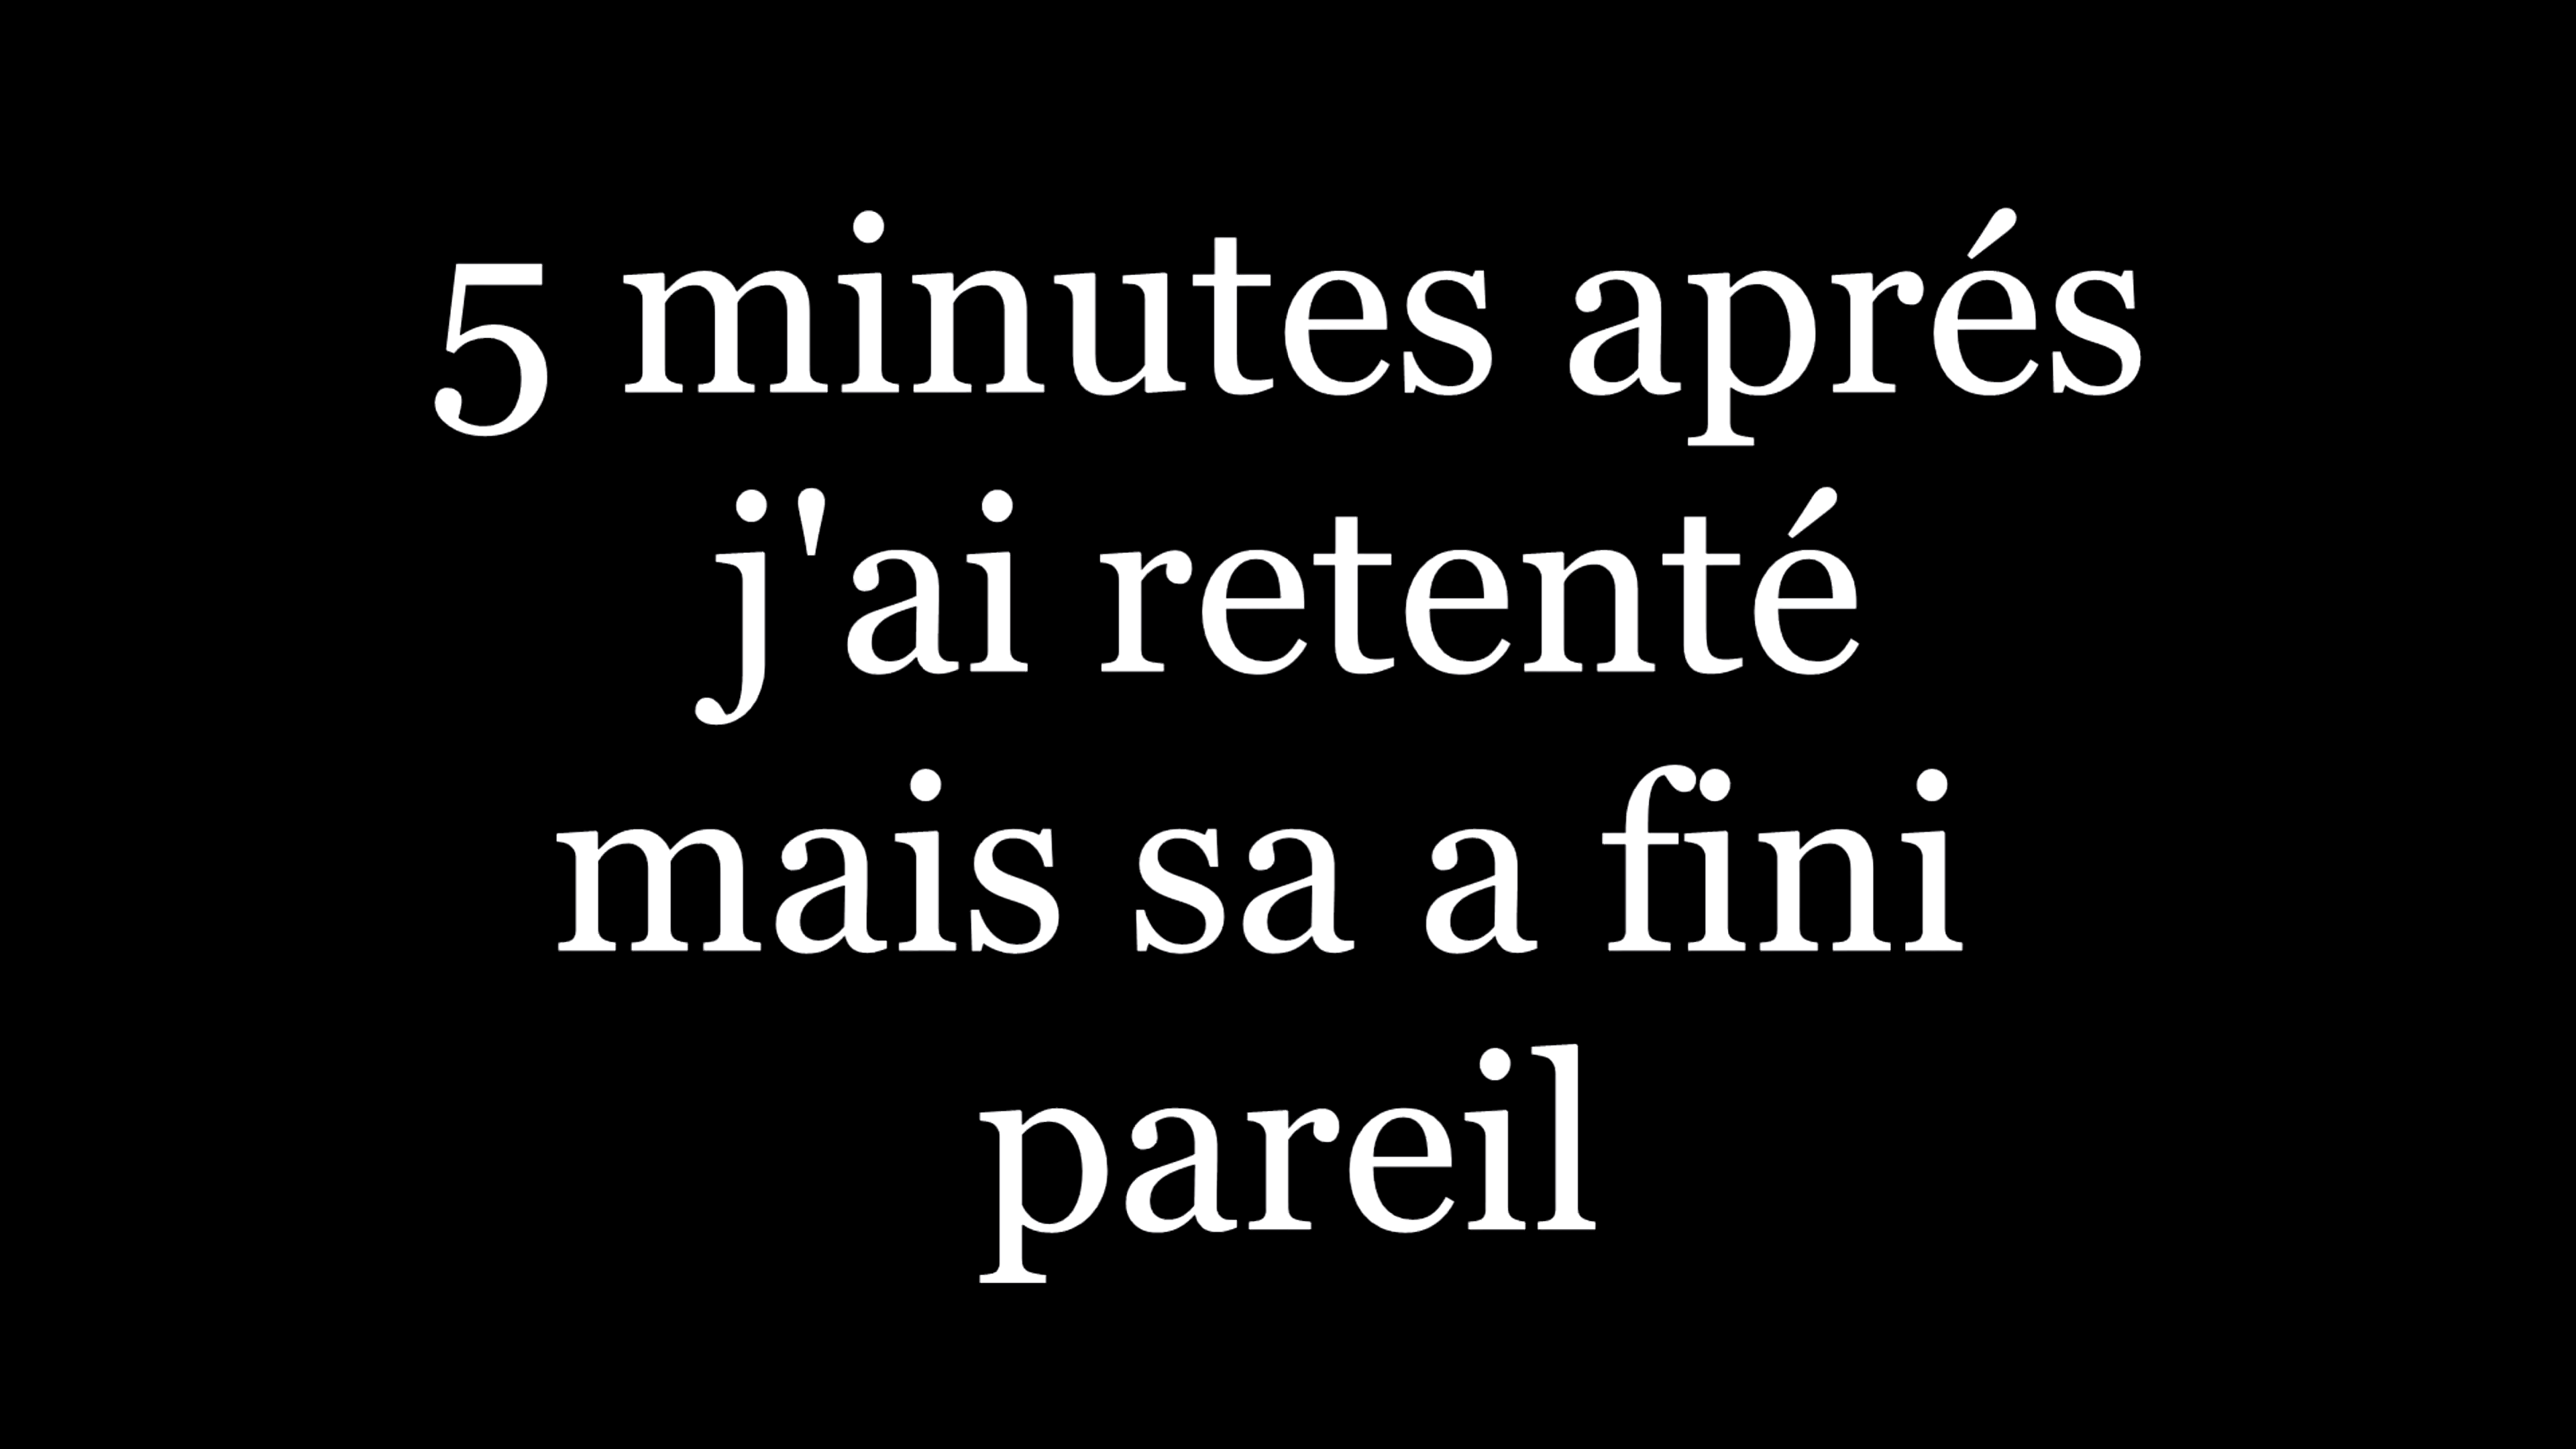 5 minutes aprés
j'ai retenté
mais sa a fini
pareil